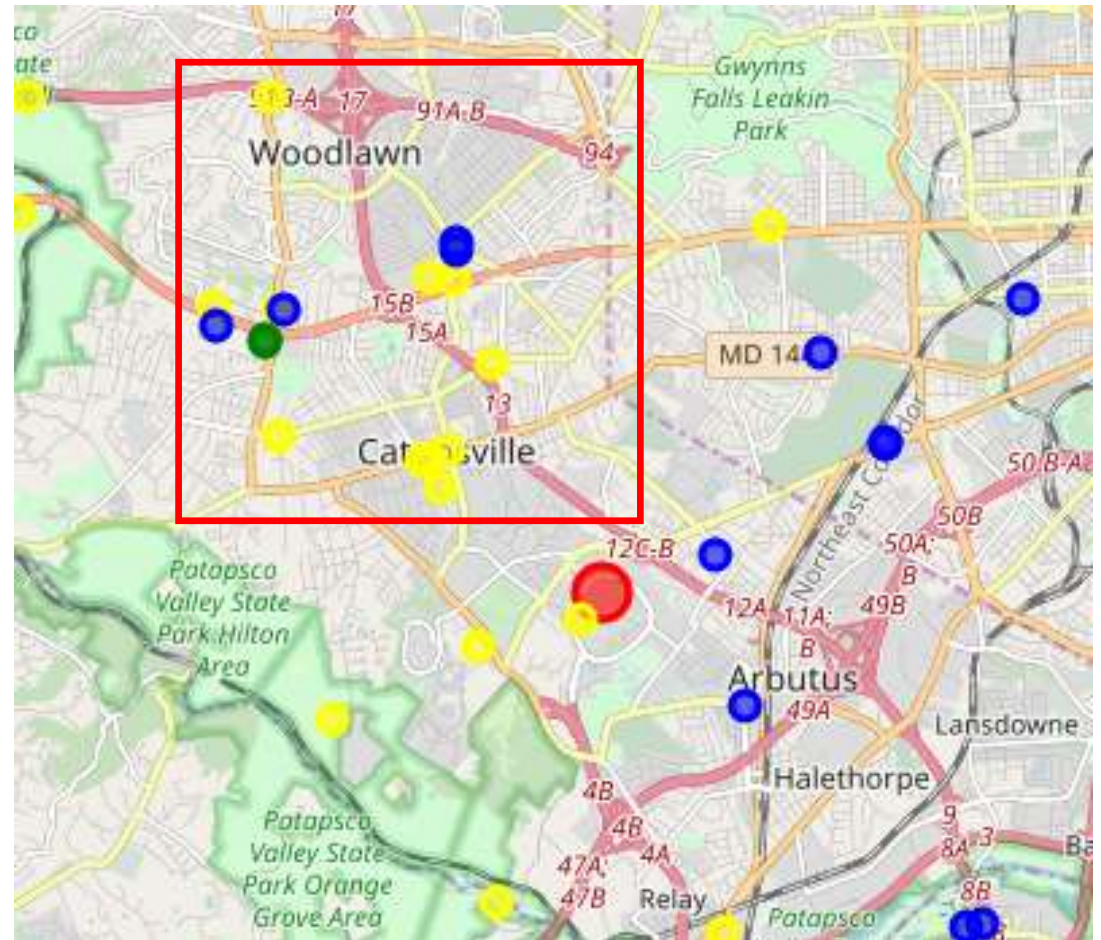 17
Gwynns
Falls Leakin
Park
17
91A-B
94
Woodlawn
15B
15A
MD 14
13
50 B-A
50B
50A;
B
12C-B
12A
11A;
B
49B
Northeast
Patapsco
Valley State
Park Hilton
Area
Arbutus
49A
Lansdowne
Halethorpe
4B
4B
4A
9
3
8A
8B
47A;
47B
Relay
Patapsco
Valley State
Park Orange
Grove Area
Patapsco